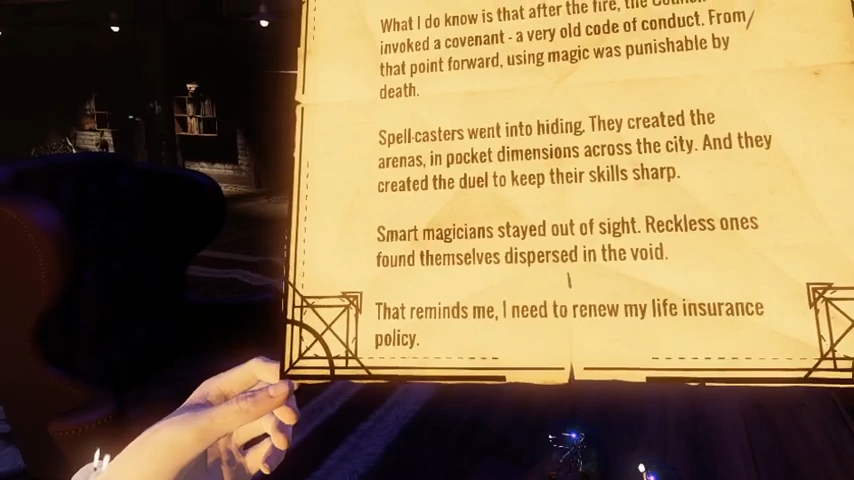 What I do know is that after the fire, the Council
invoked a covenant - a very old code of conduct. From
that point forward, using magic was punishable by
death.
Spell-casters went into hiding. They created the
arenas, in pocket dimensions across the city. And they
created the duel to keep their skills sharp.
Smart magicians stayed out of sight. Reckless ones
found themselves dispersed in the void.
That reminds me, I need to renew my life insurance
policy.